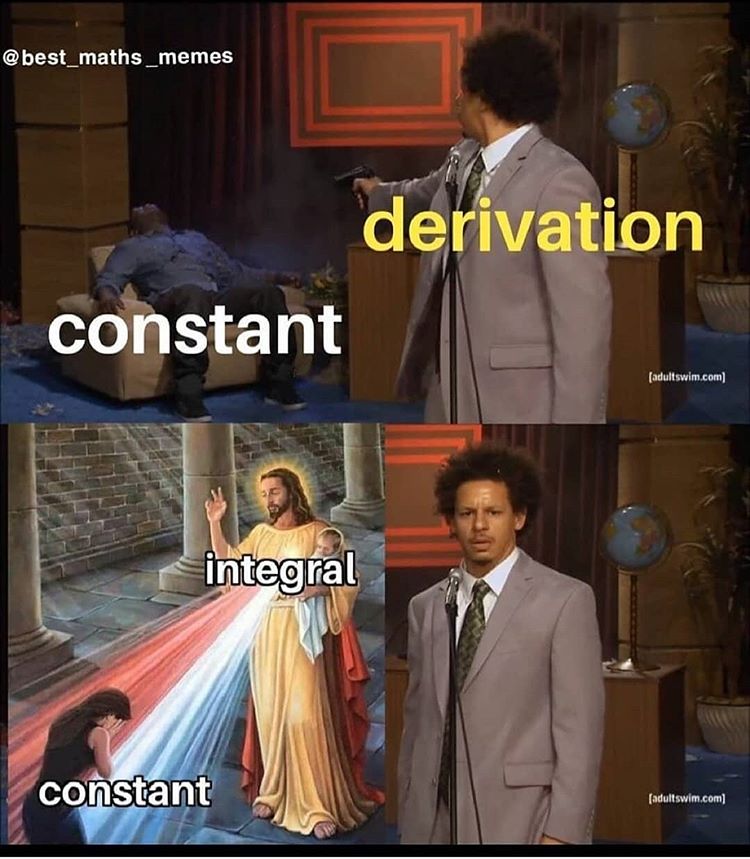 @best_maths_memes
derivation
constant
[adultswim.com]
integral
constant
[adultswim.com]